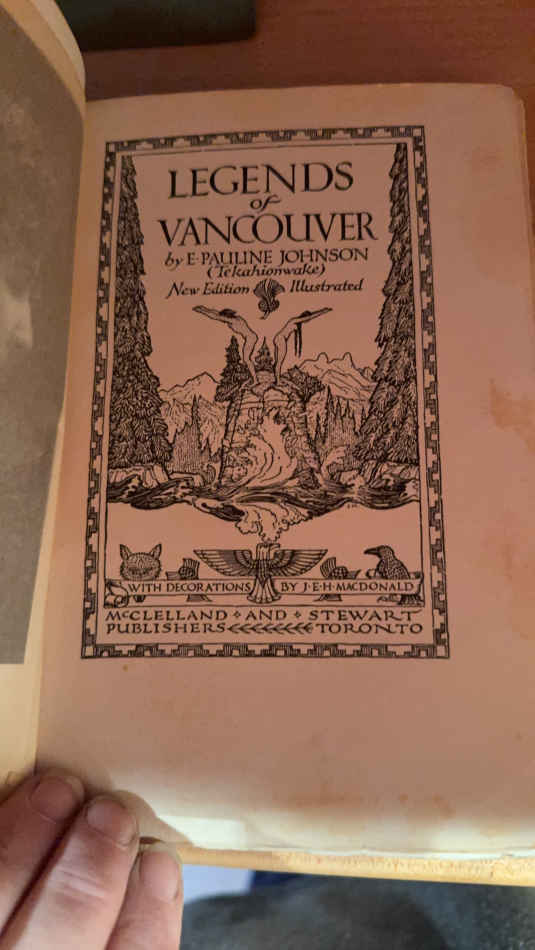 LEGENDS
of
VANCOUVER
by E· PAULINE JOHNSON
(Tekahionwake)
New Edition Illustrated
WITH DECORATIONS BY J·E·H·MACDONALD
McCLELLAND · AND · STEWART
PUBLISHERS TORONTO